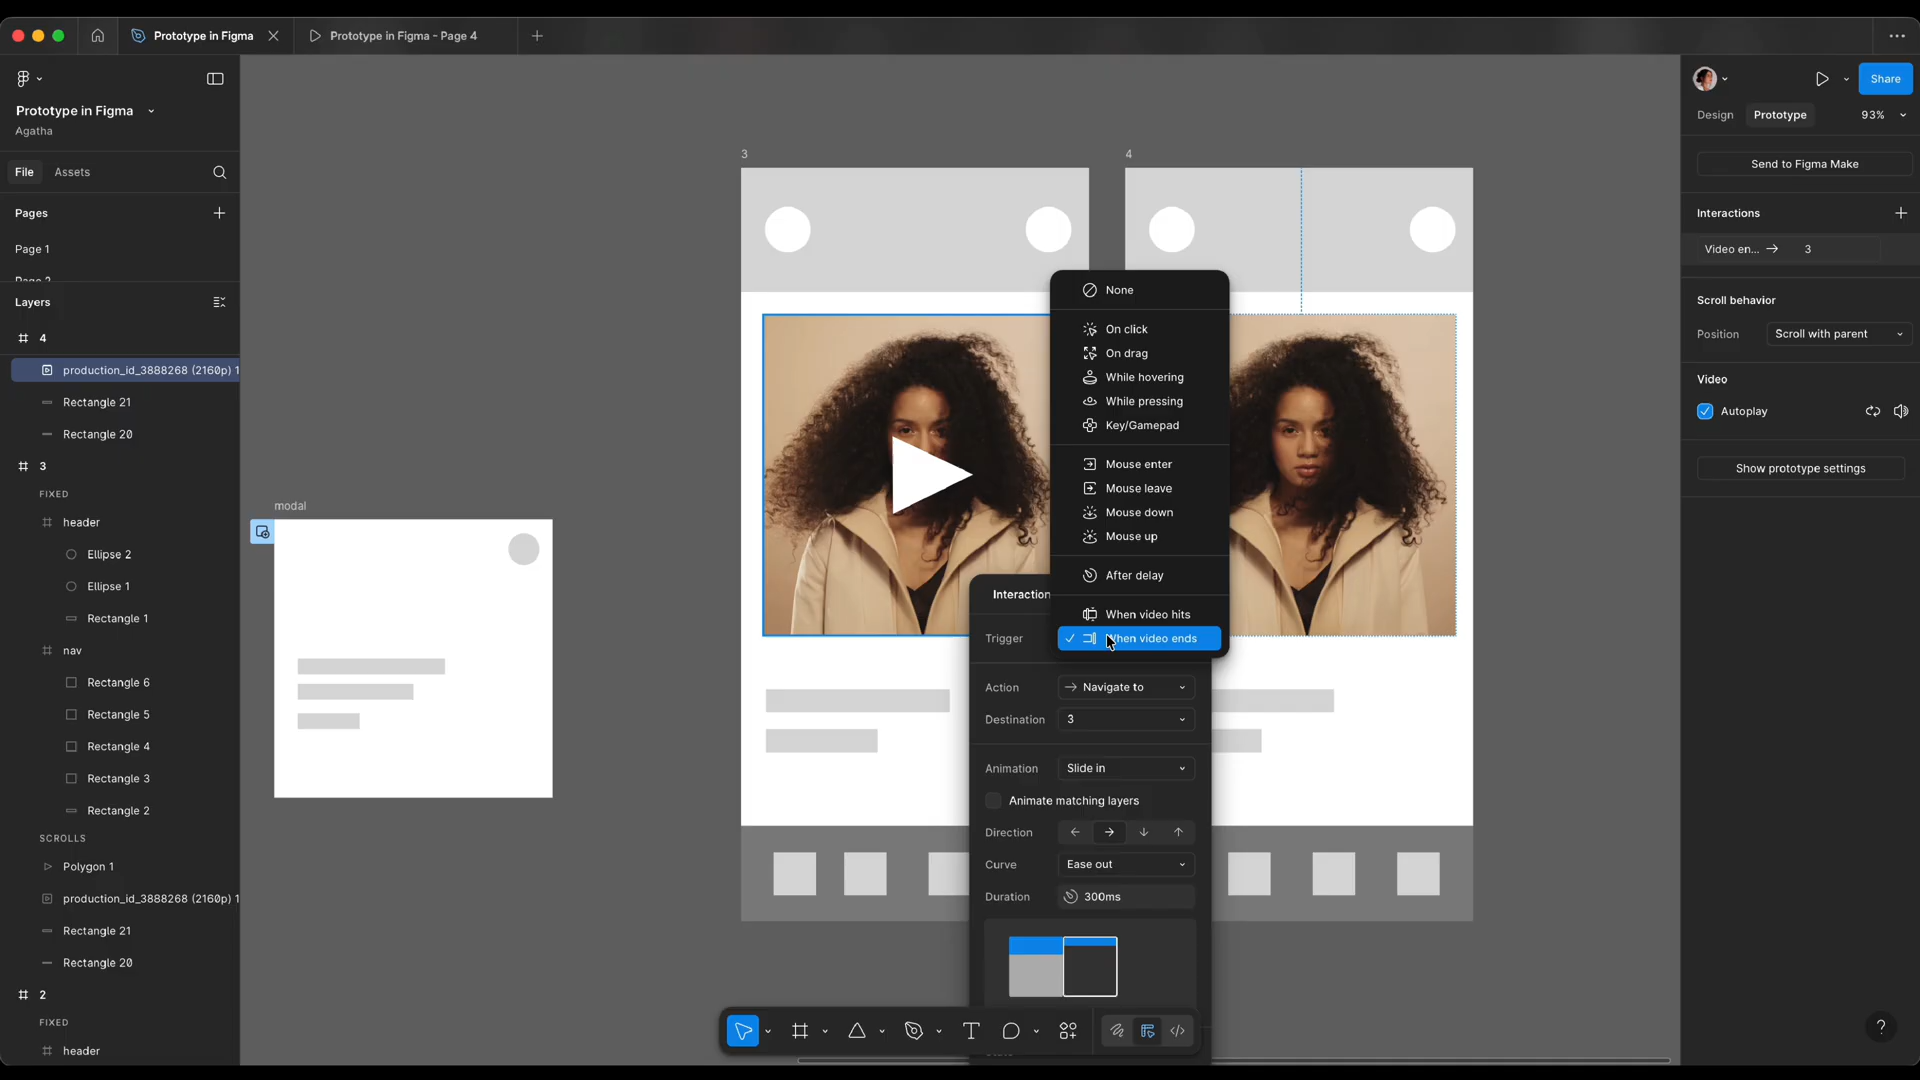 Prototype in Figma
Prototype in Figma - Page 4
Prototype in Figma
Agatha
File
Assets
Pages
Page 1
Layers
4
production_id_3888268 (2160p) 1
Rectangle 21
Rectangle 20
3
FIXED
header
Ellipse 2
Ellipse 1
Rectangle 1
nav
Rectangle 6
Rectangle 5
Rectangle 4
Rectangle 3
Rectangle 2
SCROLLS
Polygon 1
production_id_3888268 (2160p) 1
Rectangle 21
Rectangle 20
2
FIXED
header
modal
3
4
None
On click
On drag
While hovering
While pressing
Key/Gamepad
Mouse enter
Mouse leave
Mouse down
Mouse up
After delay
When video hits
When video ends
Interaction
Trigger
Action
Navigate to
Destination
3
Animation
Slide in
Animate matching layers
Direction
Curve
Ease out
Duration
300ms
Share
Design
Prototype
93%
Send to Figma Make
Interactions
Video en...
3
Scroll behavior
Position
Scroll with parent
Video
Autoplay
Show prototype settings
?